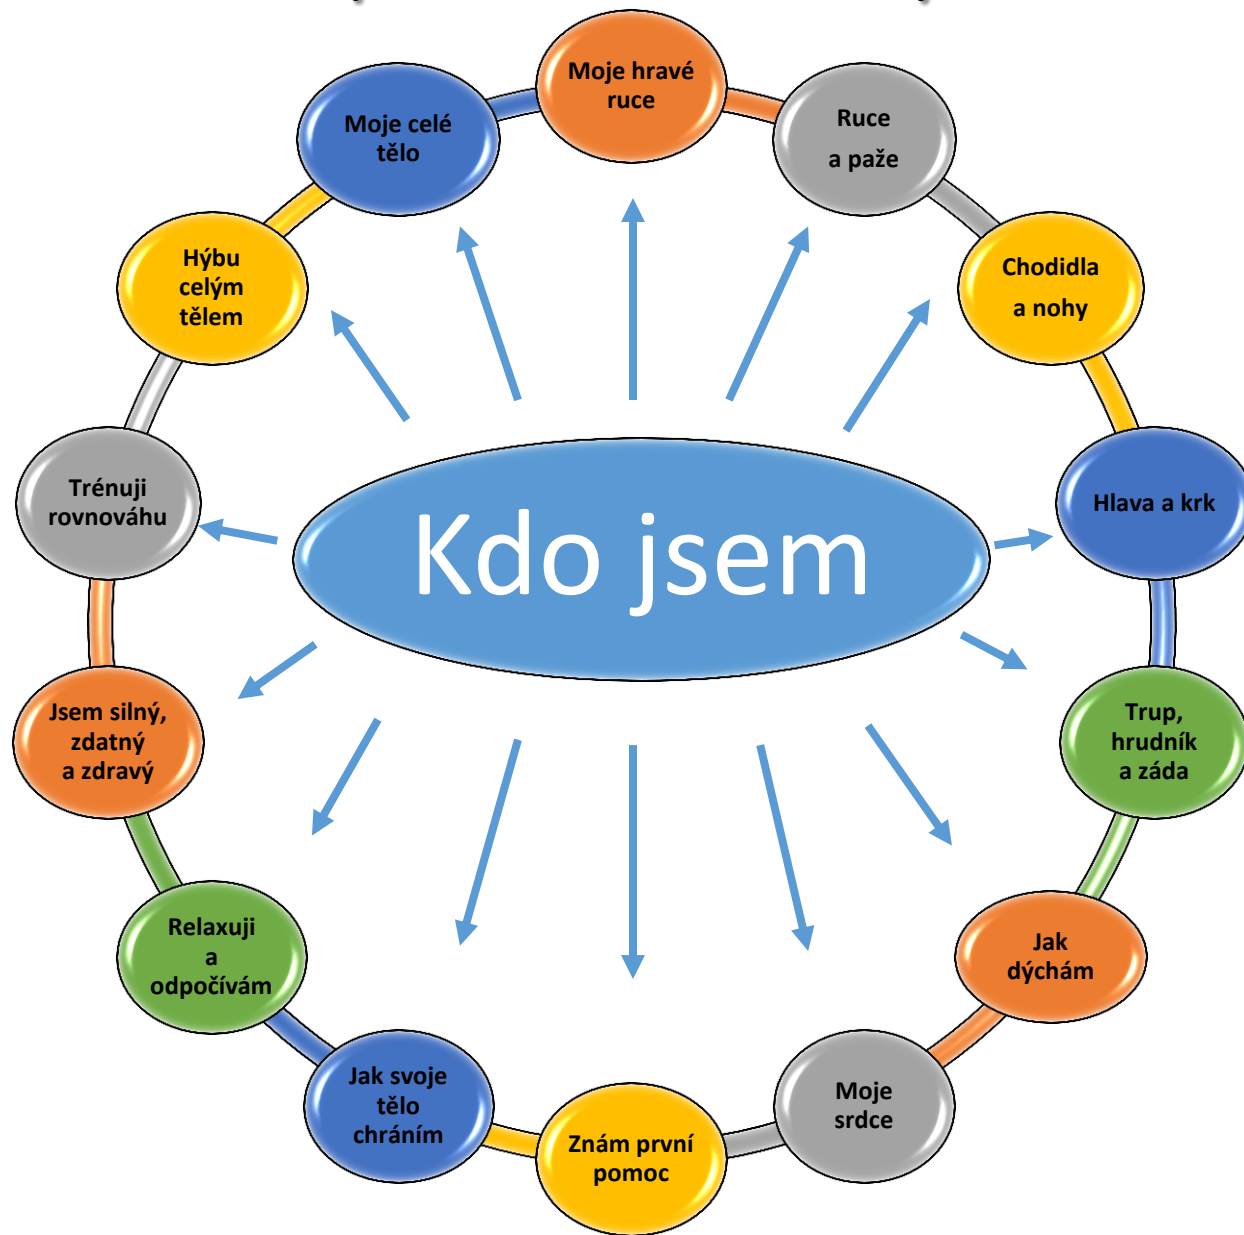 Moje hravé
ruce
Ruce
a paže
Chodidla
a nohy
Hlava a krk
Trup,
hrudník
a záda
Jak
dýchám
Moje
srdce
Znám první
pomoc
Jak svoje
tělo
chráním
Relaxuji
a
odpočívám
Jsem silný,
zdatný
a zdravý
Trénuji
rovnováhu
Hýbu
celým
tělem
Moje celé
tělo
Kdo jsem